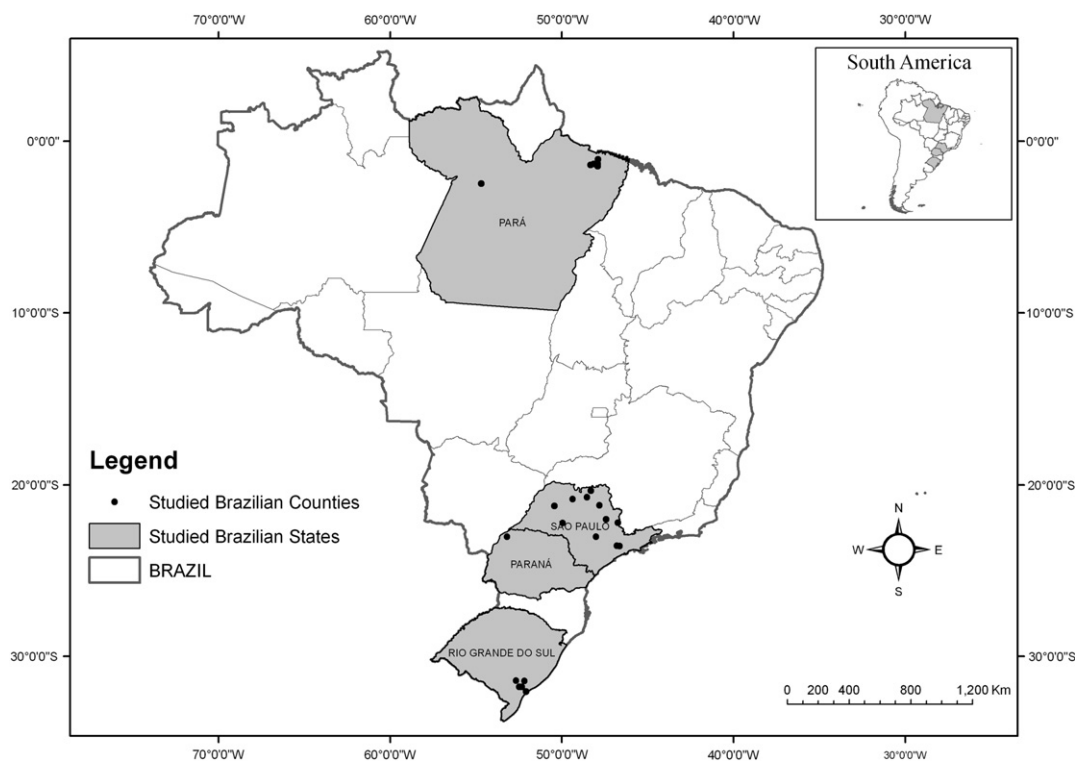 70°0'0"W 60°0'0"W 50°0'0"W 40°0'0"W 30°0'0"W
South America
0°0'0" 0°0'0"
PARÁ
10°0'0"S 10°0'0"S
Legend
Studied Brazilian Counties
Studied Brazilian States
BRAZIL
20°0'0"S 20°0'0"S
SÃO PAULO
PARANÁ
N
W E
S
30°0'0"S 30°0'0"S
RIO GRANDE DO SUL
0 200 400 800 1,200 Km
70°0'0"W 60°0'0"W 50°0'0"W 40°0'0"W 30°0'0"W